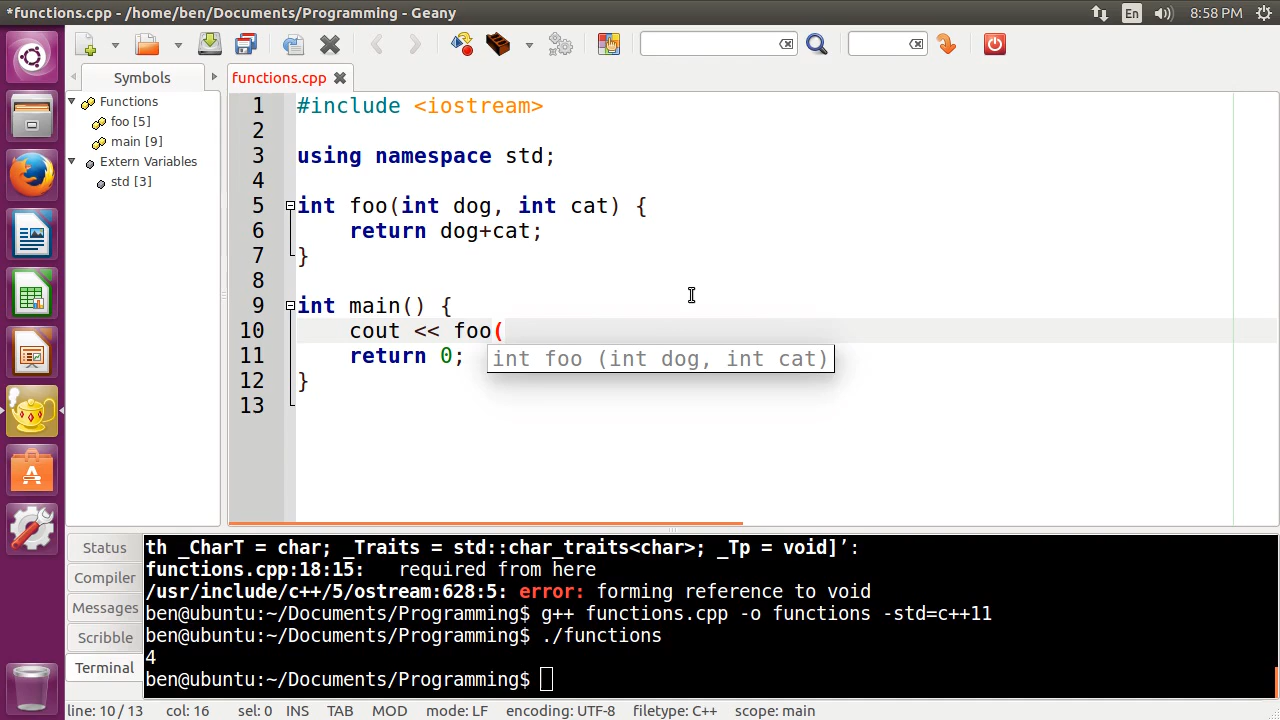 *functions.cpp - /home/ben/Documents/Programming - Geany
En
8:58 PM
Symbols
functions.cpp
Functions
foo [5]
main [9]
Extern Variables
std [3]
1 #include <iostream>
2
3 using namespace std;
4
5 int foo(int dog, int cat) {
6 return dog+cat;
7 }
8
9 int main() {
10 cout << foo(
11 return 0;
int foo (int dog, int cat)
12 }
13
Status
Compiler
Messages
Scribble
Terminal
th _CharT = char; _Traits = std::char_traits<char>; _Tp = void]’:
functions.cpp:18:15:   required from here
/usr/include/c++/5/ostream:628:5: error: forming reference to void
ben@ubuntu:~/Documents/Programming$ g++ functions.cpp -o functions -std=c++11
ben@ubuntu:~/Documents/Programming$ ./functions
4
ben@ubuntu:~/Documents/Programming$
line: 10 / 13 col: 16 sel: 0 INS TAB MOD mode: LF encoding: UTF-8 filetype: C++ scope: main